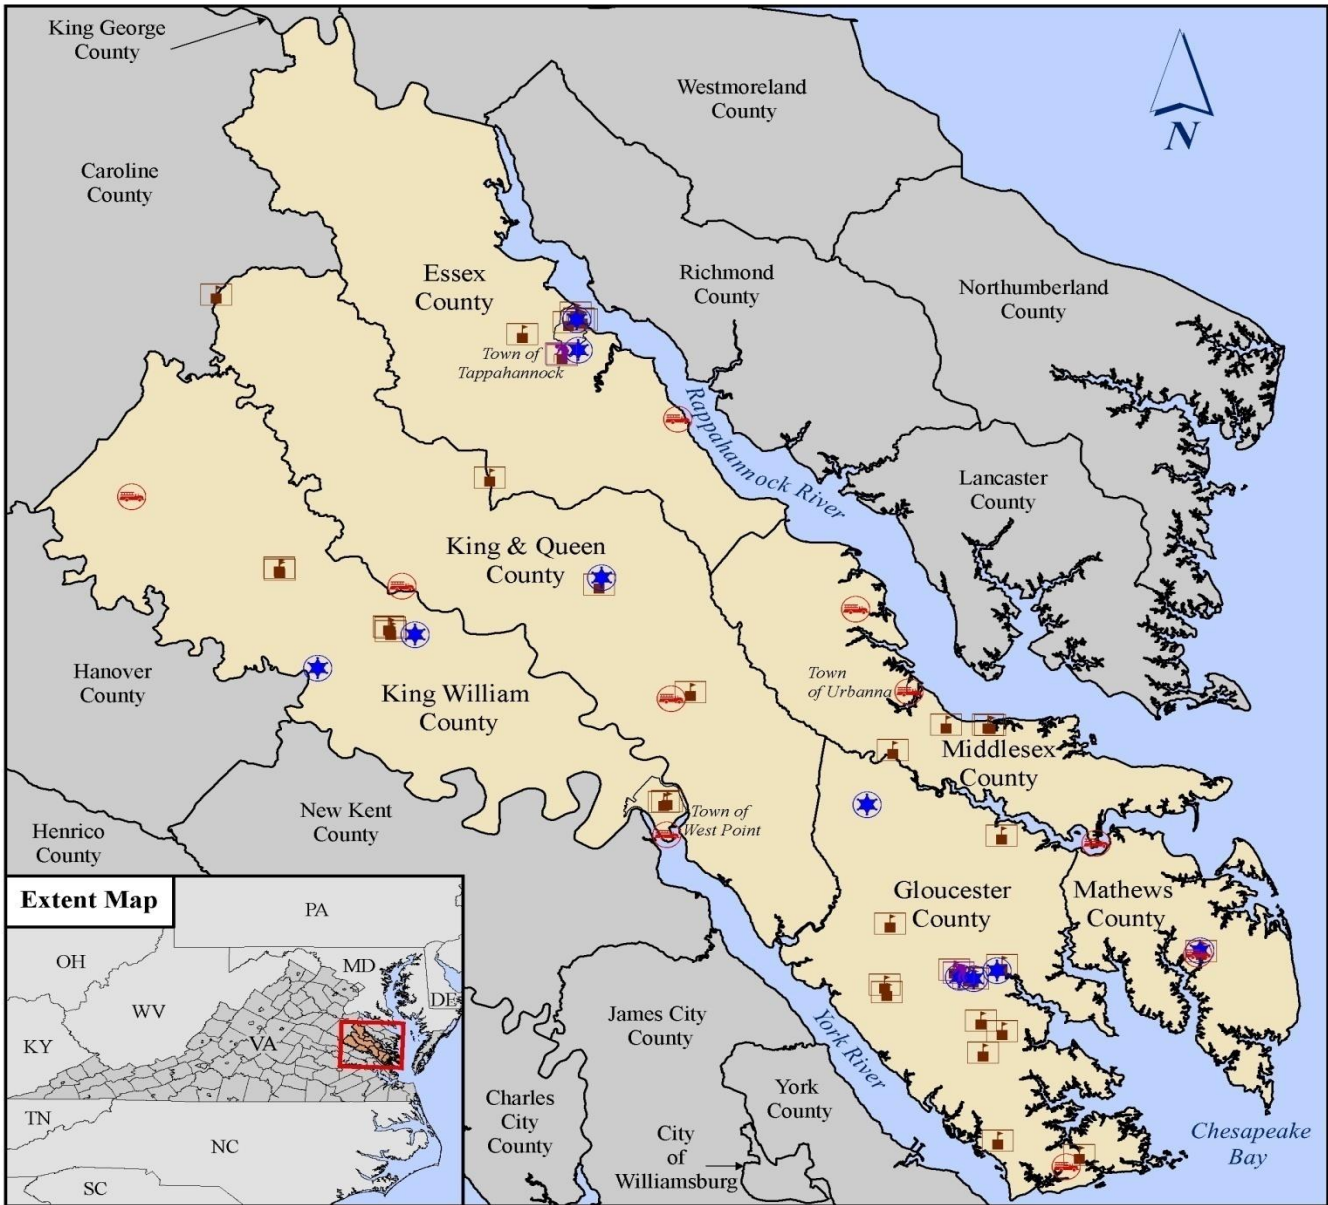 King George
County
Westmoreland
County
N
Caroline
County
Essex
County
Richmond
County
Northumberland
County
Town of
Tappahannock
Rappahannock River
Lancaster
County
King & Queen
County
Hanover
County
King William
County
Town
of Urbanna
Middlesex
County
New Kent
County
Town of
West Point
Henrico
County
Gloucester
County
Mathews
County
Extent Map
PA
OH
MD
DE
WV
KY
VA
TN
NC
SC
James City
County
York River
York
County
Charles
City
County
City
of
Williamsburg
Chesapeake
Bay